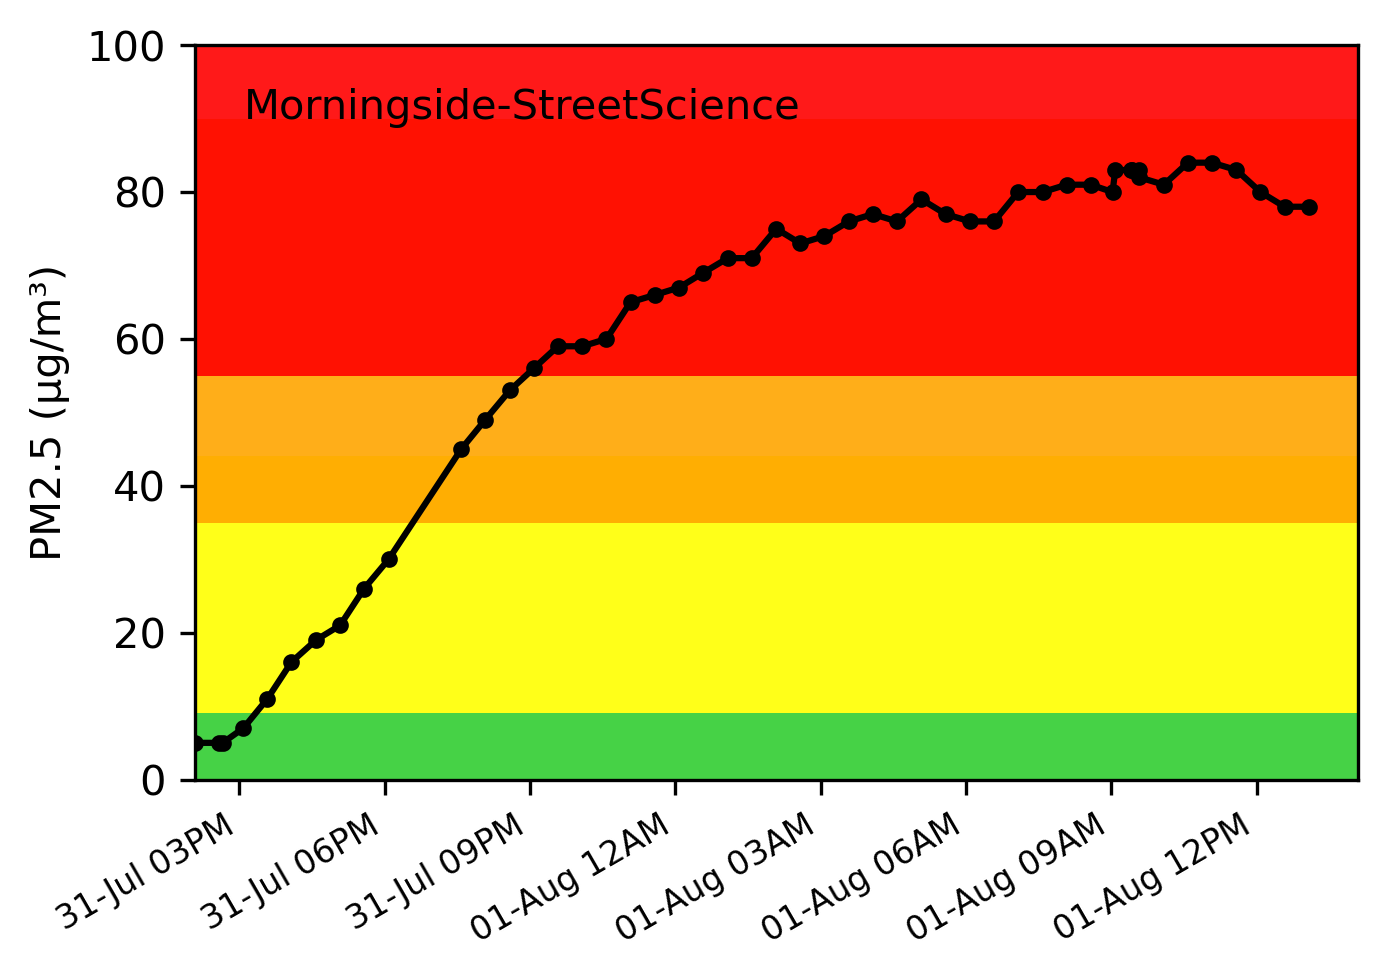 Morningside-StreetScience
PM2.5 (µg/m³)
100
80
60
40
20
0
31-Jul 03PM
31-Jul 06PM
31-Jul 09PM
01-Aug 12AM
01-Aug 03AM
01-Aug 06AM
01-Aug 09AM
01-Aug 12PM